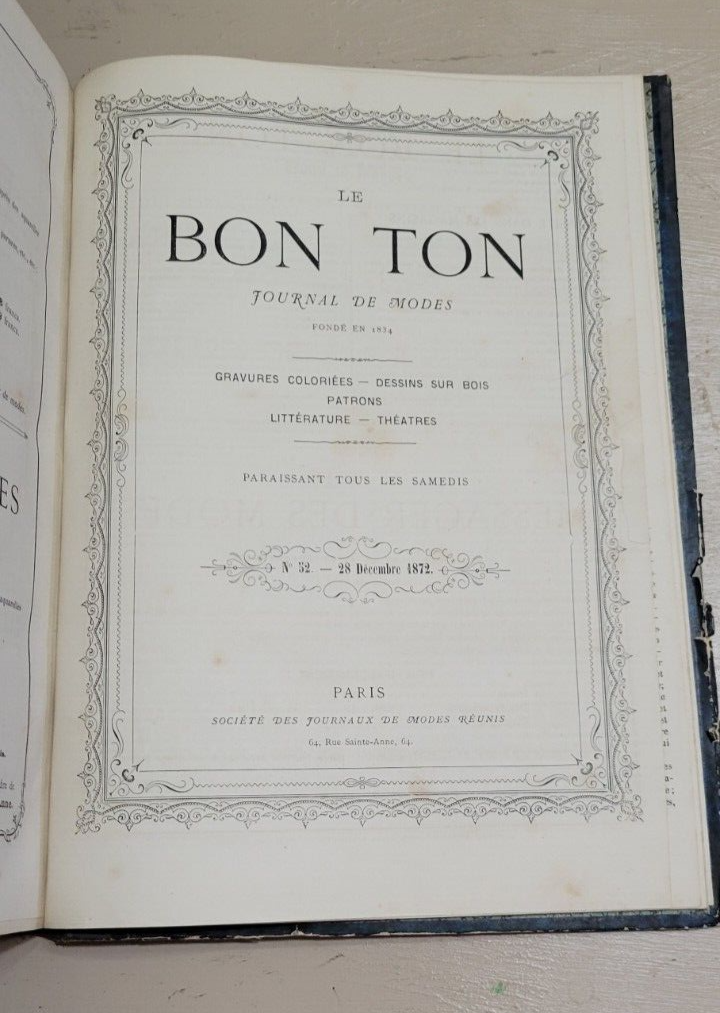 LE
BON TON
JOURNAL DE MODES
FONDÉ EN 1834
GRAVURES COLORIÉES — DESSINS SUR BOIS
PATRONS
LITTÉRATURE — THÉATRES
PARAISSANT TOUS LES SAMEDIS
N° 52. — 28 Décembre 1872.
PARIS
SOCIÉTÉ DES JOURNAUX DE MODES RÉUNIS
64, Rue Sainte-Anne, 64.